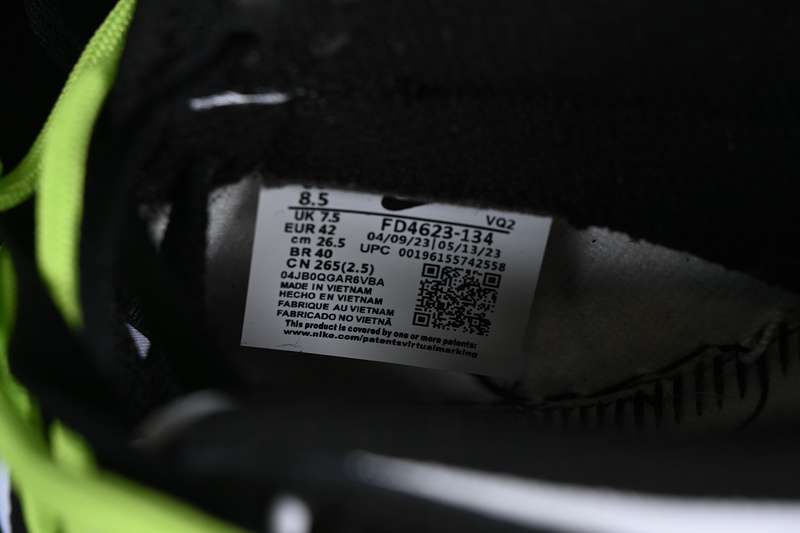 8.5
UK 7.5
EUR 42
cm 26.5
BR 40
CN 265(2.5)
VQ2
FD4623-134
04/09/23|05/13/23
UPC 00196155742558
04JB0QGAR6VBA
MADE IN VIETNAM
HECHO EN VIETNAM
FABRIQUE AU VIETNAM
FABRICADO NO VIETNÃ
This product is covered by one or more patents:
www.nike.com/patentsvirtualmarking